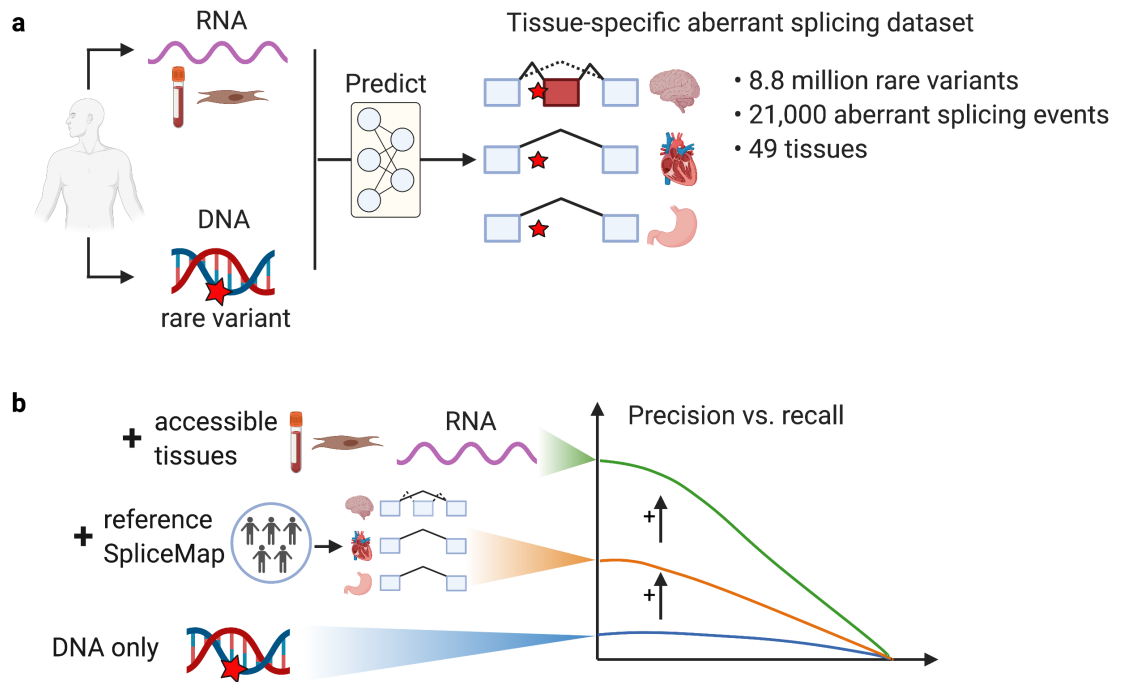 a
RNA
Tissue-specific aberrant splicing dataset
Predict
• 8.8 million rare variants
• 21,000 aberrant splicing events
• 49 tissues
DNA
rare variant
b
+ accessible
tissues
RNA
Precision vs. recall
+ reference
SpliceMap
+
+
DNA only